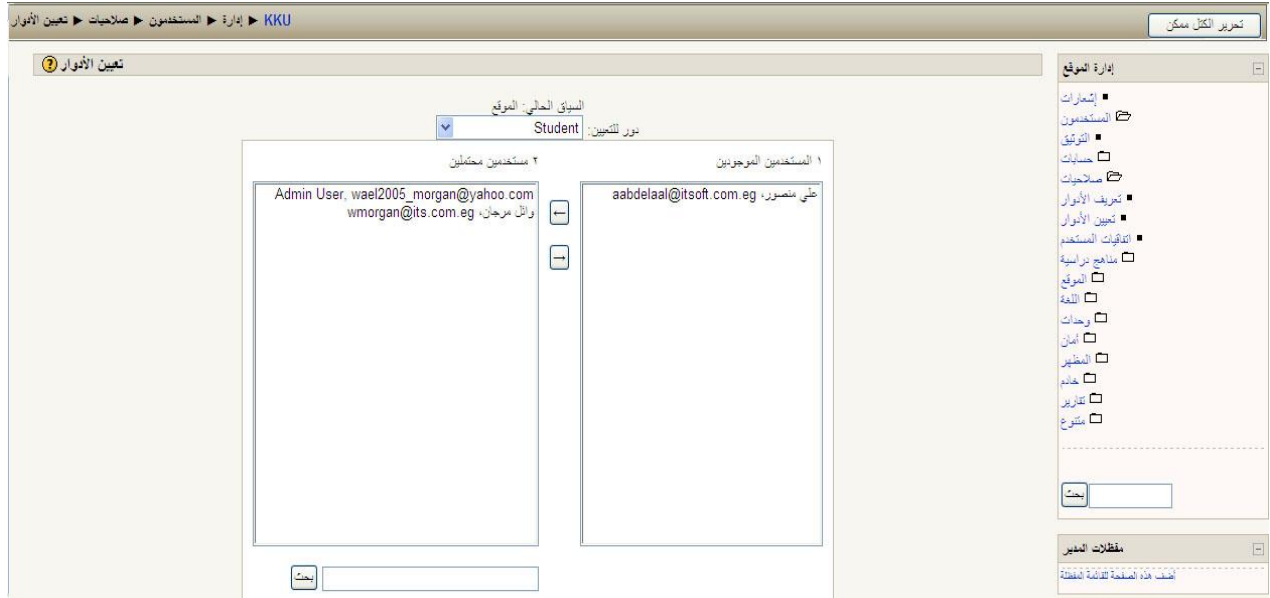 تحرير الكتل ممكن
KKU ◄ إدارة ◄ المستخدمون ◄ صلاحيات ◄ تعيين الأدوار
إدارة الموقع
إشعارات
المستخدمون
التوثيق
حسابات
صلاحيات
تعريف الأدوار
تعيين الأدوار
اتفاقيات المستخدم
مناهج دراسية
الموقع
اللغة
وحدات
أمان
المظهر
خادم
تقارير
متنوع
بحث
مفظلات المدير
أضف هذه الصفحة للقائمة المفظلة
تعيين الأدوار
السياق الحالي: الموقع
دور للتعيين: Student
١ المستخدمين الموجودين
علي منصور، aabdelaal@itsoft.com.eg
٢ مستخدمين محتملين
Admin User, wael2005_morgan@yahoo.com
وائل مرجان، wmorgan@its.com.eg
بحث